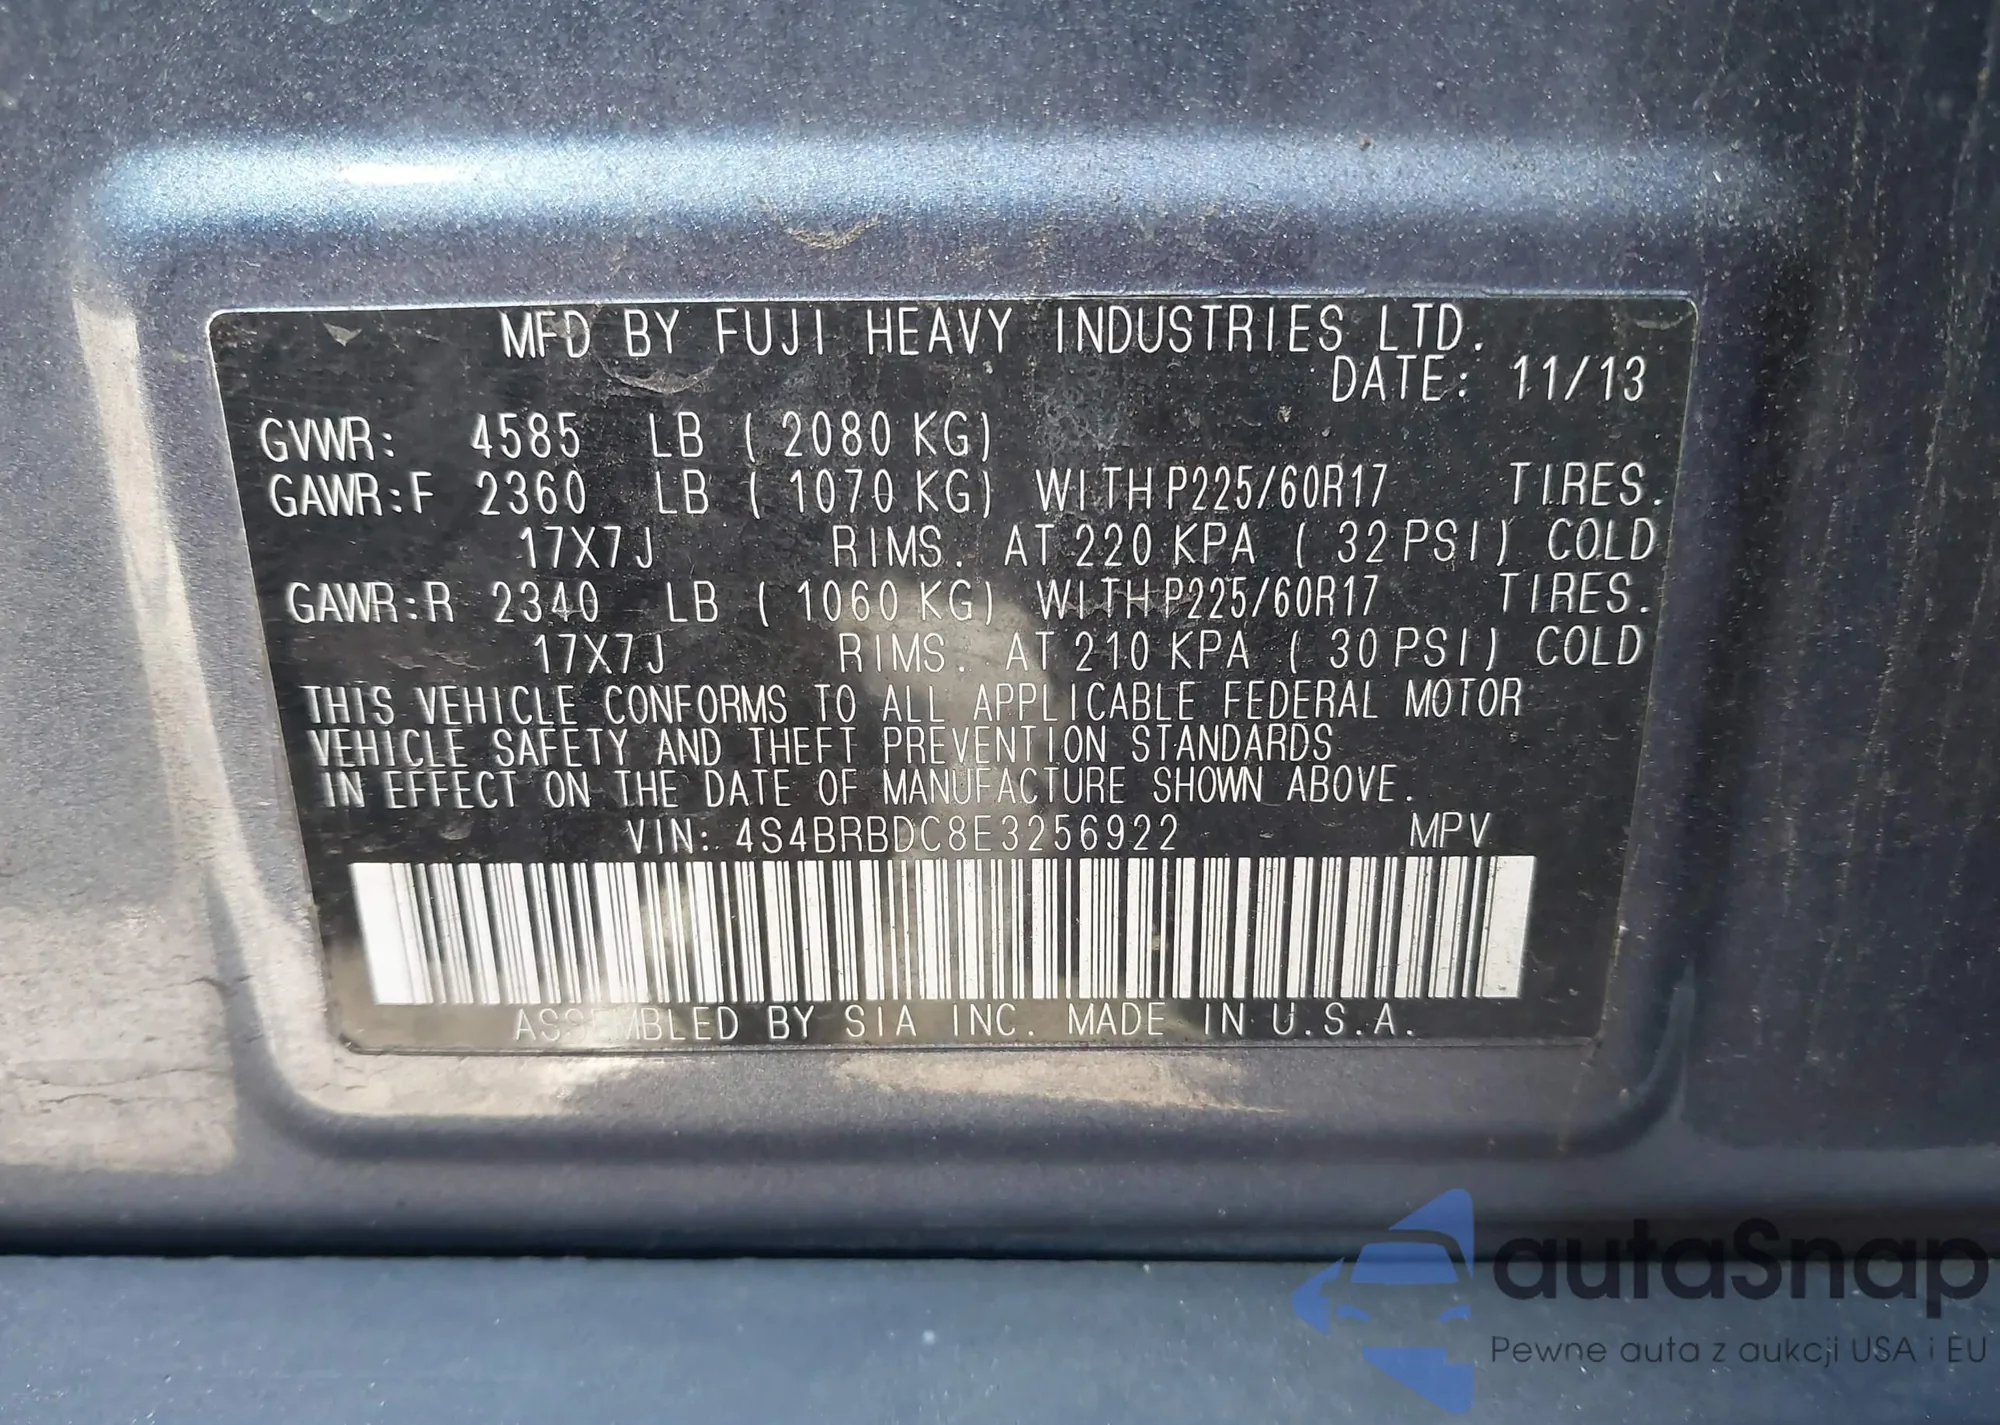 MFD BY FUJI HEAVY INDUSTRIES LTD.
DATE: 11/13
GVWR: 4585 LB ( 2080 KG)
GAWR:F 2360 LB ( 1070 KG) WITH P225/60R17 TIRES.
17X7J RIMS. AT 220 KPA ( 32 PSI) COLD
GAWR:R 2340 LB ( 1060 KG) WITH P225/60R17 TIRES.
17X7J RIMS. AT 210 KPA ( 30 PSI) COLD
THIS VEHICLE CONFORMS TO ALL APPLICABLE FEDERAL MOTOR
VEHICLE SAFETY AND THEFT PREVENTION STANDARDS
IN EFFECT ON THE DATE OF MANUFACTURE SHOWN ABOVE.
VIN: 4S4BRBDC8E3256922 MPV
ASSEMBLED BY SIA INC. MADE IN U.S.A.
autaSnap
Pewne auta z aukcji USA i EU